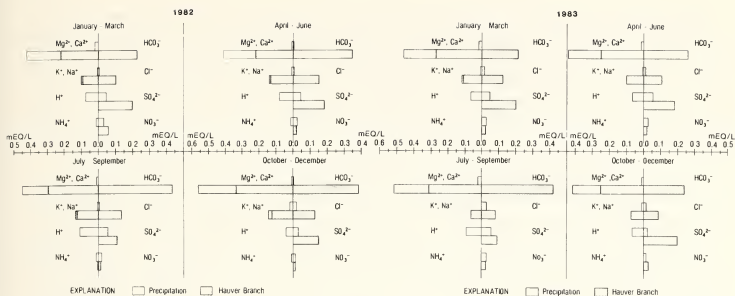 1982
1983
January - March
April - June
January - March
April - June
Mg²⁺, Ca²⁺ HCO₃⁻ Mg²⁺, Ca²⁺ HCO₃⁻ Mg²⁺, Ca²⁺ HCO₃⁻ Mg²⁺, Ca²⁺ HCO₃⁻
K⁺, Na⁺ Cl⁻ K⁺, Na⁺ Cl⁻ K⁺, Na⁺ Cl⁻ K⁺, Na⁺ Cl⁻
H⁺ SO₄²⁻ H⁺ SO₄²⁻ H⁺ SO₄²⁻ H⁺ SO₄²⁻
NH₄⁺ NO₃⁻ NH₄⁺ NO₃⁻ NH₄⁺ NO₃⁻ NH₄⁺ NO₃⁻
mEQ/L mEQ/L mEQ/L mEQ/L mEQ/L mEQ/L mEQ/L mEQ/L
0.5 0.4 0.3 0.2 0.1 0 0.1 0.2 0.3 0.4 0.6 0.5 0.4 0.3 0.2 0.1 0 0.1 0.2 0.3 0.4 0.6 0.5 0.4 0.3 0.2 0.1 0 0.1 0.2 0.3 0.4 0.5 0.4 0.3 0.2 0.1 0 0.1 0.2 0.3 0.4 0.5
July - September
October - December
July - September
October - December
Mg²⁺, Ca²⁺ HCO₃⁻ Mg²⁺, Ca²⁺ HCO₃⁻ Mg²⁺, Ca²⁺ HCO₃⁻ Mg²⁺, Ca²⁺ HCO₃⁻
K⁺, Na⁺ Cl⁻ K⁺, Na⁺ Cl⁻ K⁺, Na⁺ Cl⁻ K⁺, Na⁺ Cl⁻
H⁺ SO₄²⁻ H⁺ SO₄²⁻ H⁺ SO₄²⁻ H⁺ SO₄²⁻
NH₄⁺ NO₃⁻ NH₄⁺ NO₃⁻ NH₄⁺ No₃⁻ NH₄⁺ NO₃⁻
EXPLANATION Precipitation Hauver Branch
EXPLANATION Precipitation Hauver Branch